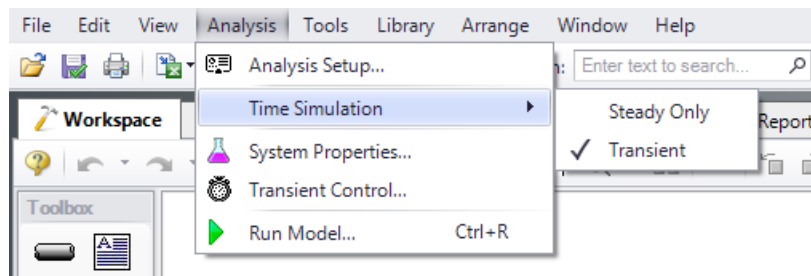 File Edit View Analysis Tools Library Arrange Window Help
Analysis Setup...
Enter text to search...
Time Simulation
Steady Only
Workspace
Report
Transient
System Properties...
Transient Control...
Toolbox
Run Model... Ctrl+R
A